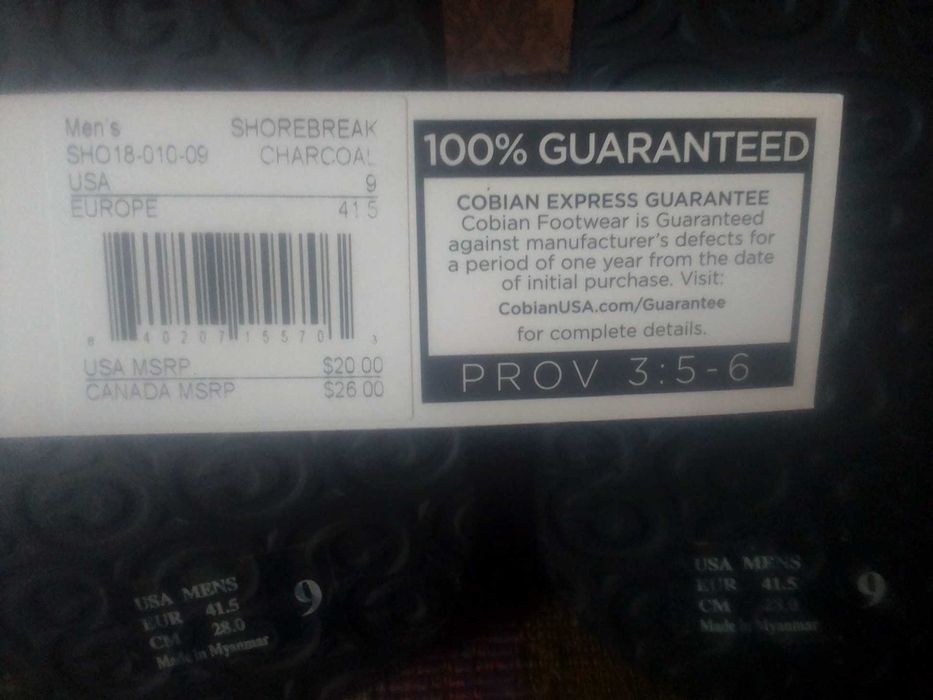 Men's SHOREBREAK
SHO18-010-09 CHARCOAL
USA 9
EUROPE 41.5
8 40207 15570 3
USA MSRP $20.00
CANADA MSRP $26.00
100% GUARANTEED
COBIAN EXPRESS GUARANTEE
Cobian Footwear is Guaranteed
against manufacturer's defects for
a period of one year from the date
of initial purchase. Visit:
CobianUSA.com/Guarantee
for complete details.
PROV 3:5-6
USA MENS 9
EUR 41.5
CM 28.0
Made in Myanmar
USA MENS 9
EUR 41.5
CM
Made in Myanmar